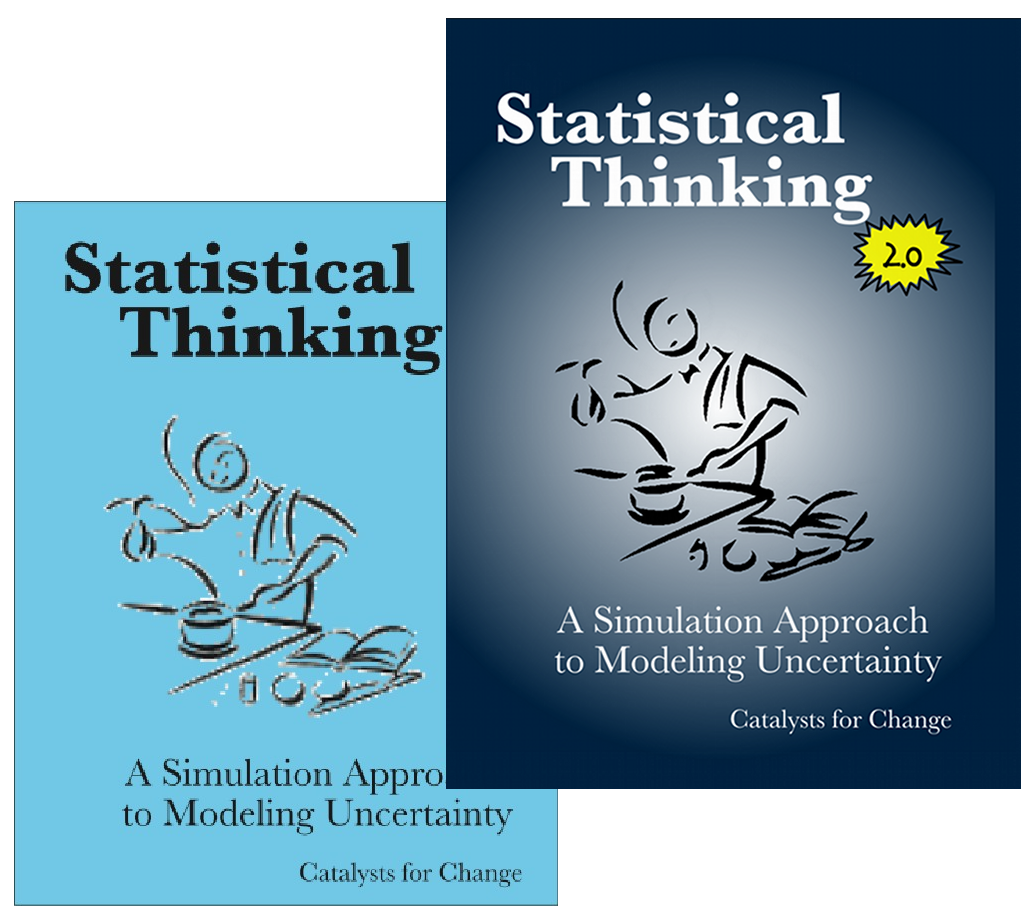 Statistical
Thinking
2.0
A Simulation Approach
to Modeling Uncertainty
Catalysts for Change
Statistical
Thinking
A Simulation Appro
to Modeling Uncertainty
Catalysts for Change